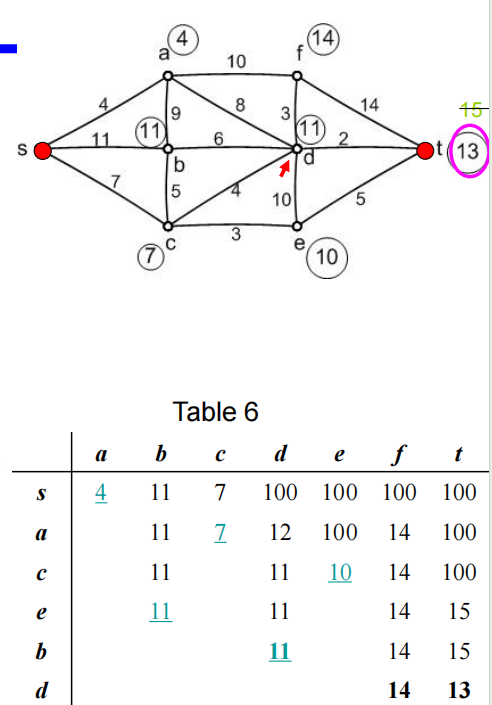 4 14
a f
10
15
4 9 8 3 14
11 11 6 11 2
s b d t 13
7 5 4 10 5
c 3 e
7 10
Table 6
a b c d e f t
s 4 11 7 100 100 100 100
a 11 7 12 100 14 100
c 11 11 10 14 100
e 11 11 14 15
b 11 14 15
d 14 13